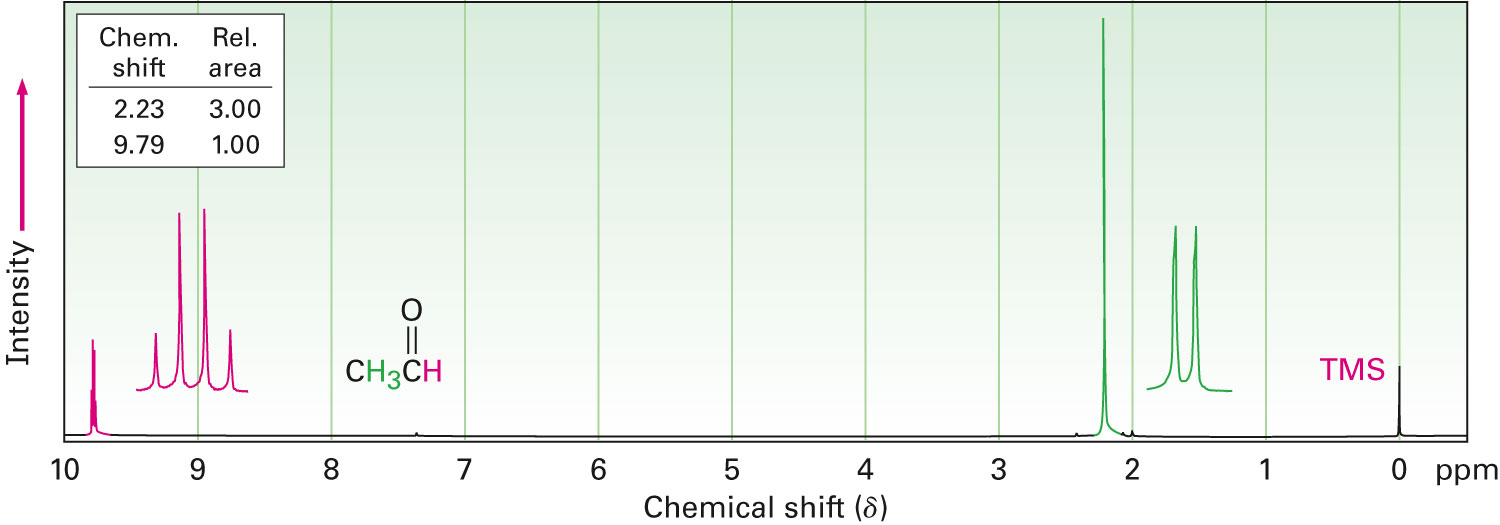 Chem. Rel.
shift area
2.23 3.00
9.79 1.00
Intensity
O
CH3CH
TMS
10 9 8 7 6 5 4 3 2 1 0 ppm
Chemical shift (δ)